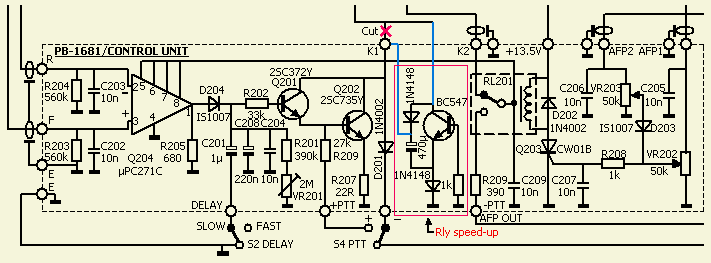 Cut
K1
K2
+13.5V
AFP2
AFP1
PB-1681/CONTROL UNIT
R
R204
560k
C203
10n
2
5
6
7
8
D204
IS1007
R202
33k
2SC372Y
Q201
Q202
2SC735Y
1N4002
D201
1N4148
BC547
470µ
1N4148
1k
RL201
D202
1N4002
C206
10n
VR203
50k
C205
10n
IS1007
D203
F
+
3
4
1
R203
560k
C202
10n
Q204
µPC271C
R205
680
C201
1µ
C208
220n
C204
10n
R201
390k
27k
R209
2M
VR201
R207
22R
R209
390
C209
10n
Q203
CW01B
C207
10n
R208
1k
VR202
50k
E
E
DELAY
+PTT
-PTT
AFP OUT
SLOW
FAST
S2 DELAY
+
−
S4 PTT
Rly speed-up